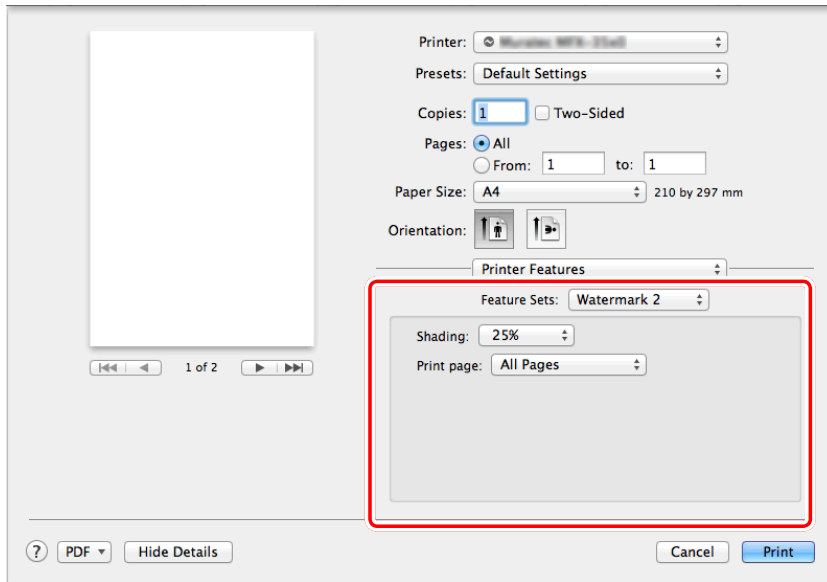 Printer:
Presets: Default Settings
Copies: 1 Two-Sided
Pages: All
From: 1 to: 1
Paper Size: A4 210 by 297 mm
Orientation:
Printer Features
Feature Sets: Watermark 2
Shading: 25%
Print page: All Pages
1 of 2
? PDF Hide Details Cancel Print